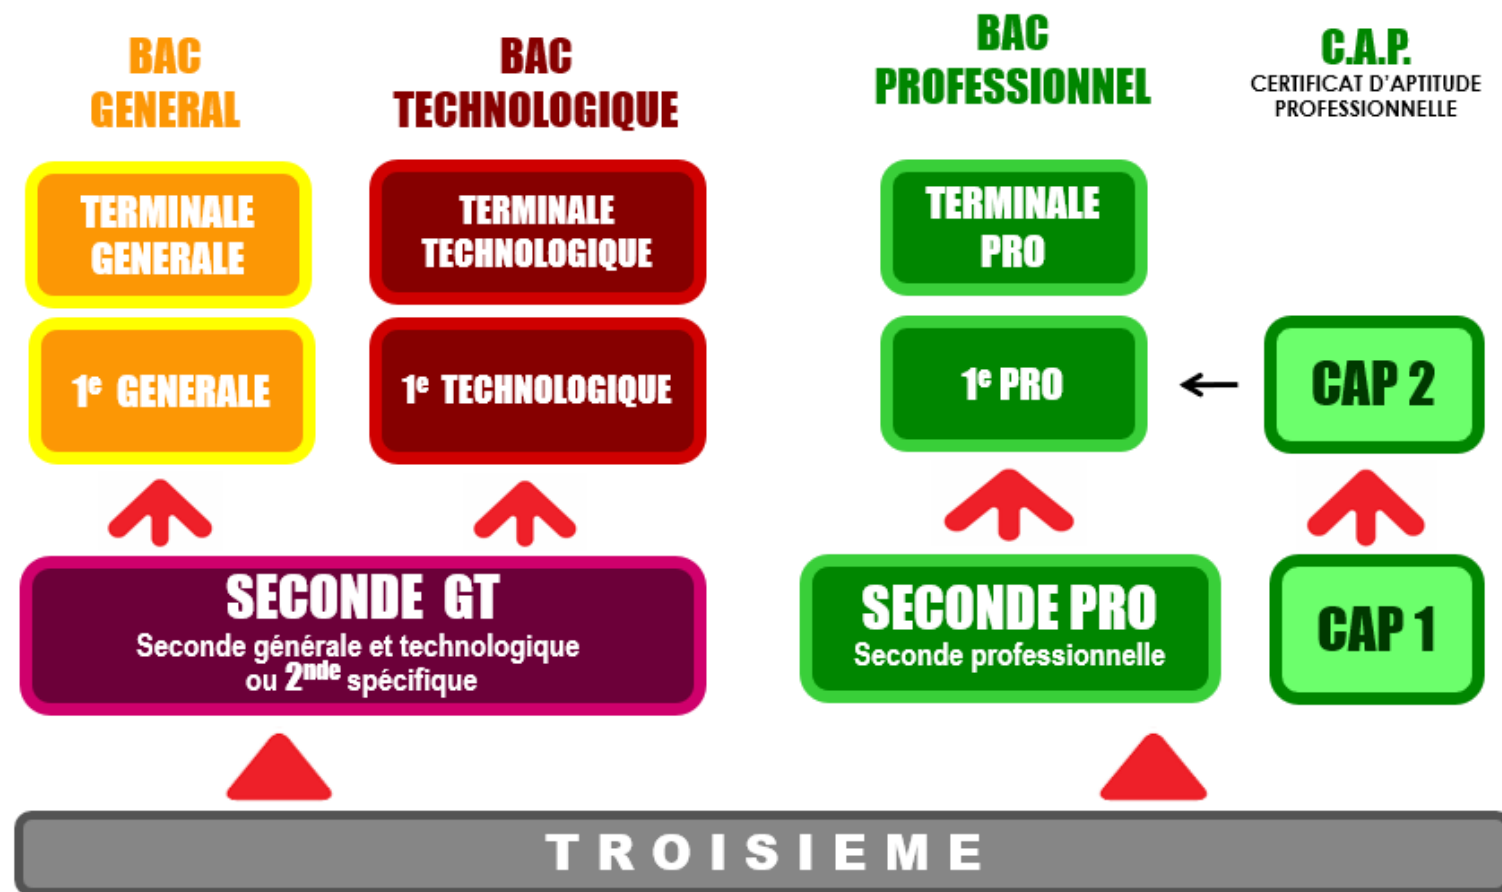 BAC
GENERAL
BAC
TECHNOLOGIQUE
BAC
PROFESSIONNEL
C.A.P.
CERTIFICAT D'APTITUDE
PROFESSIONNELLE
TERMINALE
GENERALE
TERMINALE
TECHNOLOGIQUE
TERMINALE
PRO
1e GENERALE
1e TECHNOLOGIQUE
1e PRO
CAP 2
SECONDE GT
Seconde générale et technologique
ou 2nde spécifique
SECONDE PRO
Seconde professionnelle
CAP 1
TROISIEME